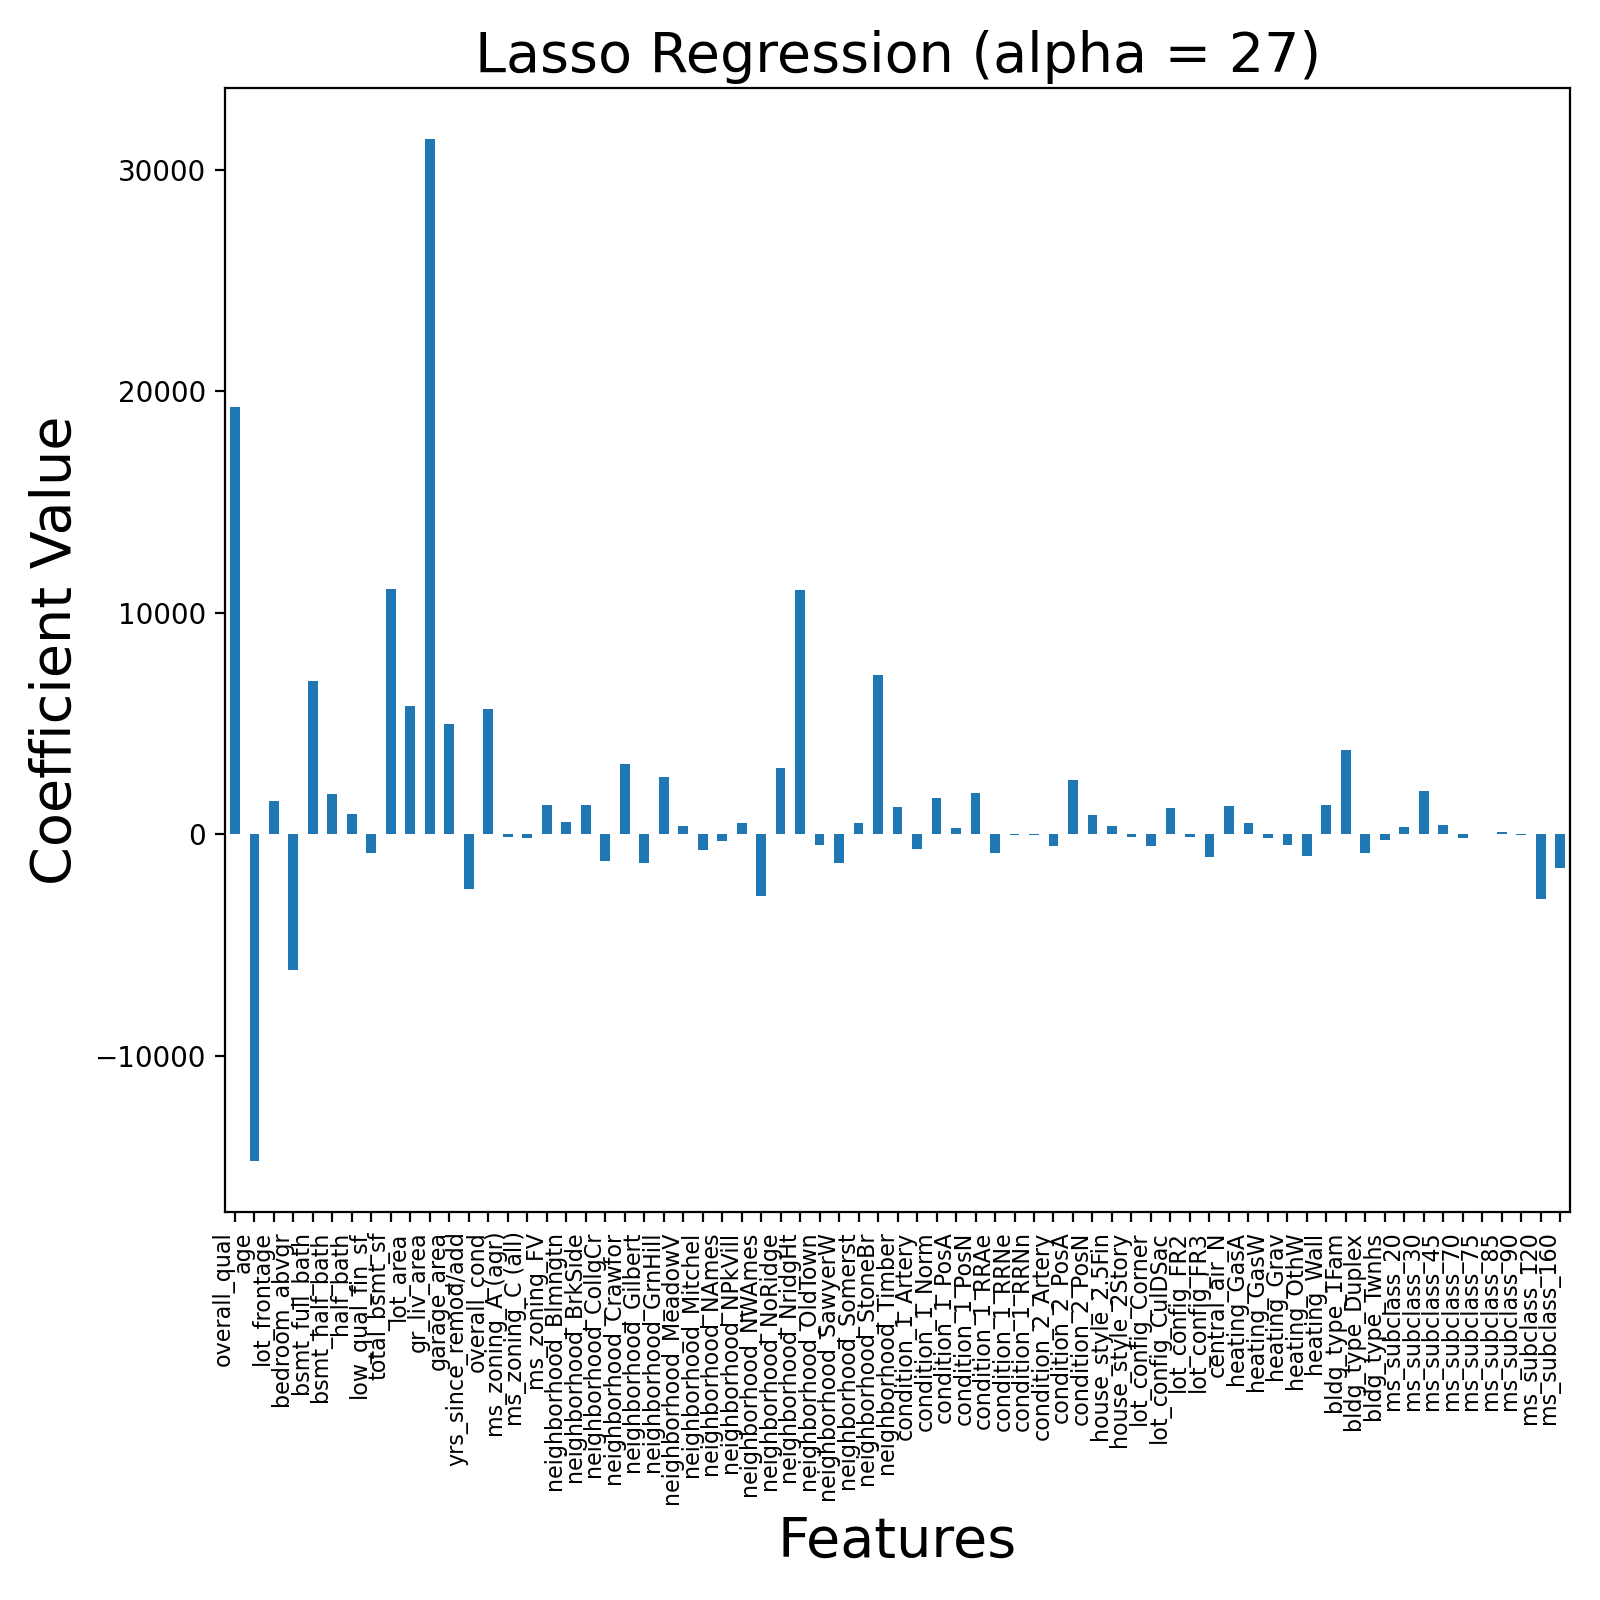 Lasso Regression (alpha = 27)
Coefficient Value
30000
20000
10000
0
−10000
overall_qual
age
lot_frontage
bedroom_abvgr
bsmt_full_bath
bsmt_half_bath
half_bath
low_qual_fin_sf
total_bsmt_sf
lot_area
gr_liv_area
garage_area
yrs_since_remod/add
overall_cond
ms_zoning_A (agr)
ms_zoning_C (all)
ms_zoning_FV
neighborhood_Blmngtn
neighborhood_BrkSide
neighborhood_CollgCr
neighborhood_Crawfor
neighborhood_Gilbert
neighborhood_GrnHill
neighborhood_MeadowV
neighborhood_Mitchel
neighborhood_NAmes
neighborhood_NPkVill
neighborhood_NWAmes
neighborhood_NoRidge
neighborhood_NridgHt
neighborhood_OldTown
neighborhood_SawyerW
neighborhood_Somerst
neighborhood_StoneBr
neighborhood_Timber
condition_1_Artery
condition_1_Norm
condition_1_PosA
condition_1_PosN
condition_1_RRAe
condition_1_RRNe
condition_1_RRNn
condition_2_Artery
condition_2_PosA
condition_2_PosN
house_style_2.5Fin
house_style_2Story
lot_config_Corner
lot_config_CulDSac
lot_config_FR2
lot_config_FR3
central_air_N
heating_GasA
heating_GasW
heating_Grav
heating_OthW
heating_Wall
bldg_type_1Fam
bldg_type_Duplex
bldg_type_Twnhs
ms_subclass_20
ms_subclass_30
ms_subclass_45
ms_subclass_70
ms_subclass_75
ms_subclass_85
ms_subclass_90
ms_subclass_120
ms_subclass_160
Features